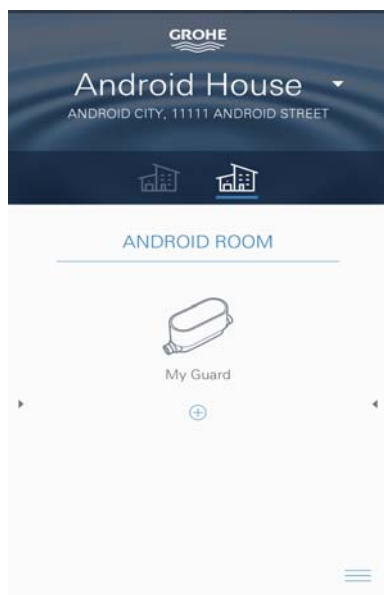 GROHE
Android House
ANDROID CITY, 11111 ANDROID STREET
ANDROID ROOM
My Guard